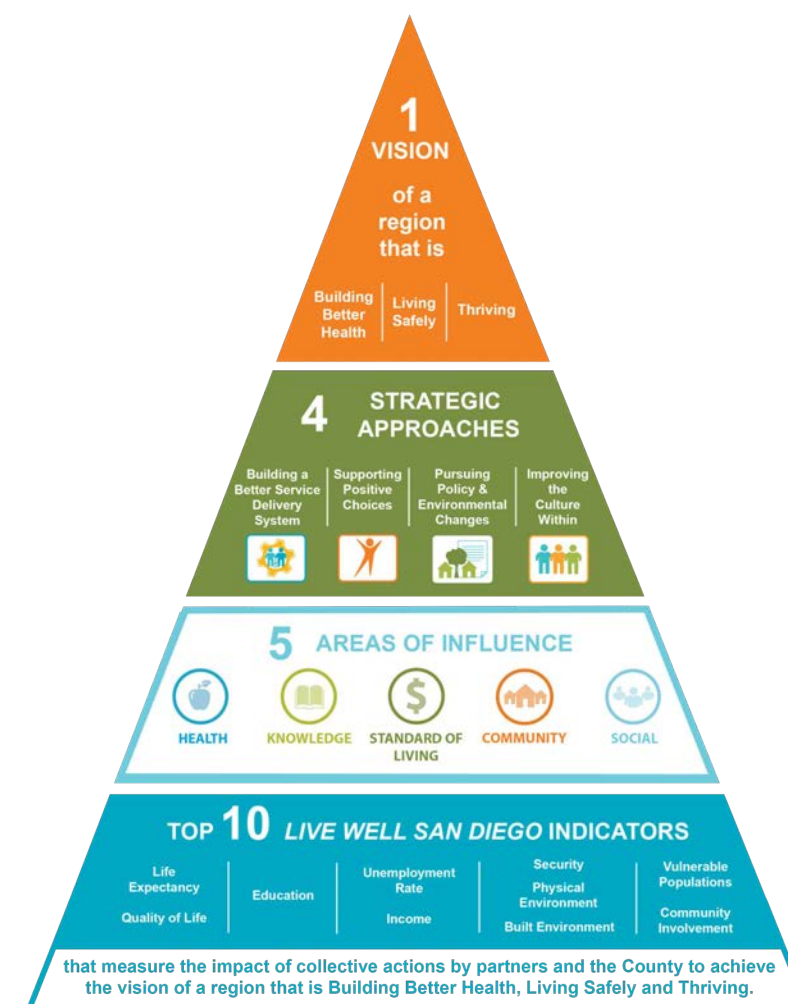 1
VISION
of a
region
that is
Building
Better
Health
Living
Safely
Thriving
4
STRATEGIC
APPROACHES
Building a
Better Service
Delivery
System
Supporting
Positive
Choices
Pursuing
Policy &
Environmental
Changes
Improving
the
Culture
Within
5 AREAS OF INFLUENCE
HEALTH
KNOWLEDGE
$
STANDARD OF
LIVING
COMMUNITY
SOCIAL
TOP 10 LIVE WELL SAN DIEGO INDICATORS
Life
Expectancy
Quality of Life
Education
Unemployment
Rate
Income
Security
Physical
Environment
Built Environment
Vulnerable
Populations
Community
Involvement
that measure the impact of collective actions by partners and the County to achieve
the vision of a region that is Building Better Health, Living Safely and Thriving.